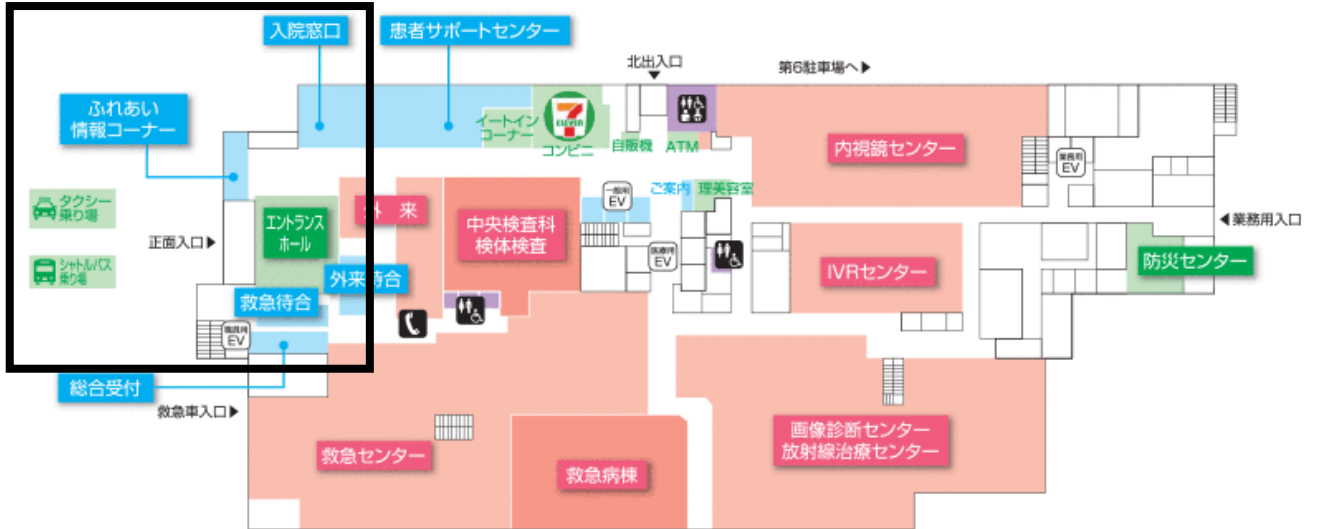 入院窓口
患者サポートセンター
北出入口
第6駐車場へ
ふれあい
情報コーナー
イートイン
コーナー
7
ELEVEN
コンビニ
自販機
ATM
内視鏡センター
業務用
EV
タクシー
乗り場
エントランス
ホール
外来
中央検査科
検体検査
一般用
EV
ご案内
理美容室
正面入口
業務用入口
シャトルバス
乗り場
外来待合
医療用
EV
IVRセンター
防災センター
救急待合
職員用
EV
総合受付
救急車入口
救急センター
救急病棟
画像診断センター
放射線治療センター